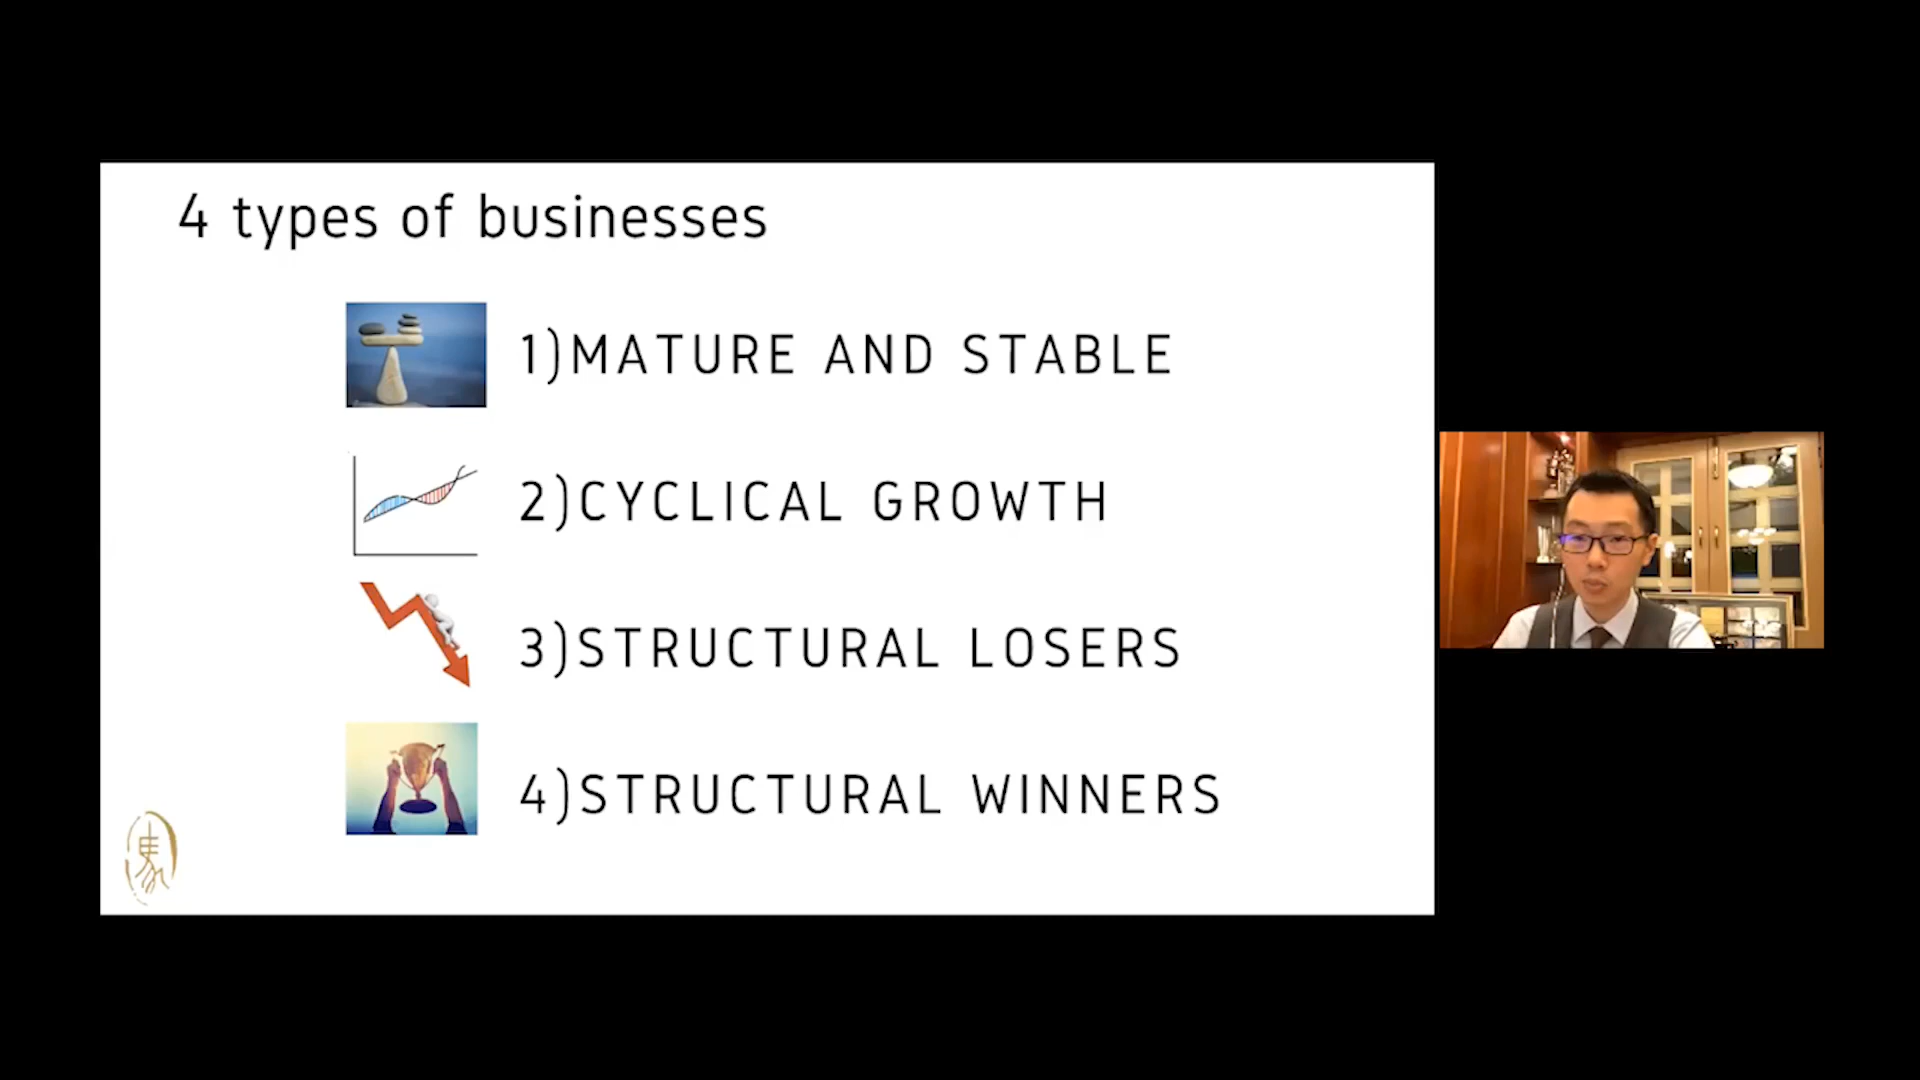 4 types of businesses
1)MATURE AND STABLE
2)CYCLICAL GROWTH
3)STRUCTURAL LOSERS
4)STRUCTURAL WINNERS